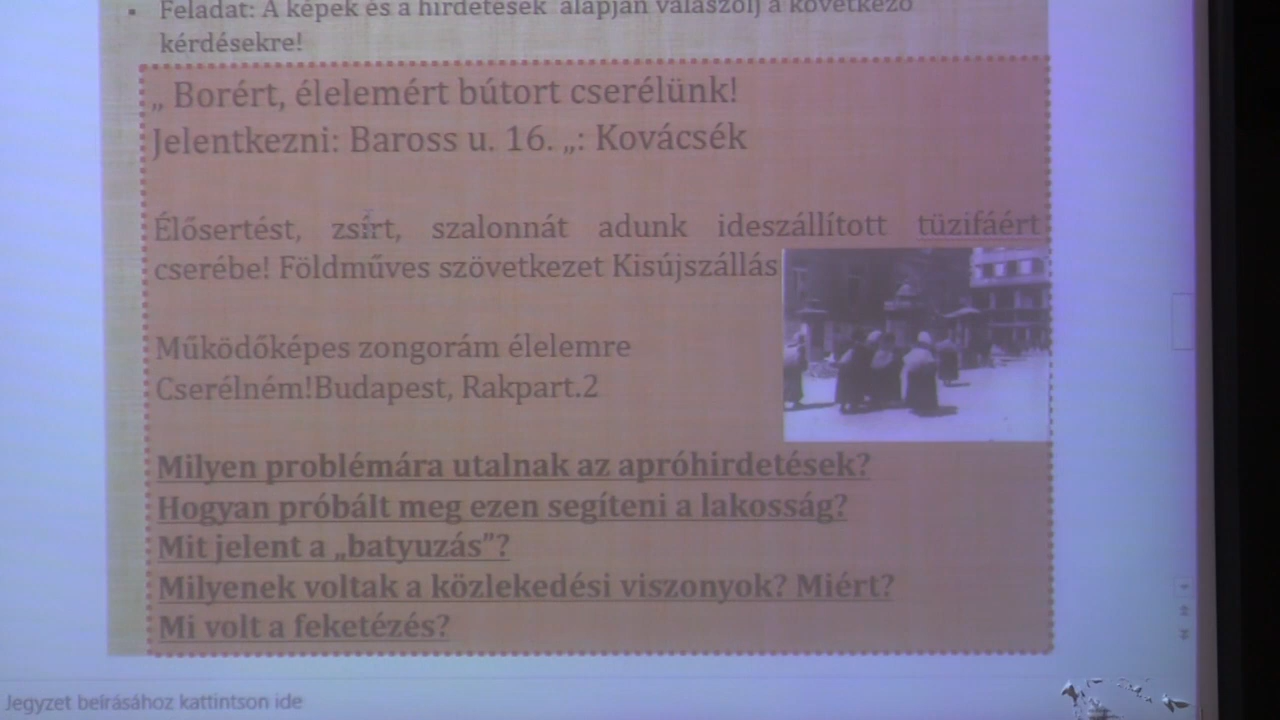 • Feladat: A képek és a hirdetések alapján válaszolj a következő
kérdésekre!
„ Borért, élelemért bútort cserélünk!
Jelentkezni: Baross u. 16. „: Kovácsék
Élősertést, zsírt, szalonnát adunk ideszállított tüzifáért
cserébe! Földműves szövetkezet Kisújszállás
Működőképes zongorám élelemre
Cserélném!Budapest, Rakpart.2
Milyen problémára utalnak az apróhirdetések?
Hogyan próbált meg ezen segíteni a lakosság?
Mit jelent a „batyuzás”?
Milyenek voltak a közlekedési viszonyok? Miért?
Mi volt a feketézés?
Jegyzet beírásához kattintson ide